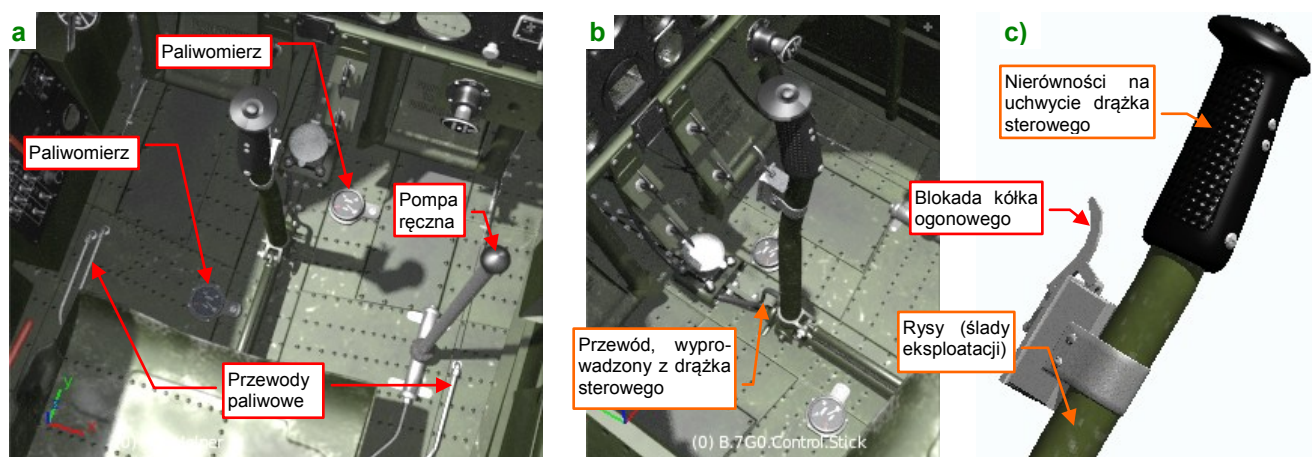 a
Paliwomierz
Paliwomierz
Pompa
ręczna
Przewody
paliwowe
y
x
(0)
b
Przewód, wypro-
wadzony z drążka
sterowego
(0) B.7G0.Control.Stick
c)
Nierówności na
uchwycie drążka
sterowego
Blokada kółka
ogonowego
Rysy (ślady
eksploatacji)